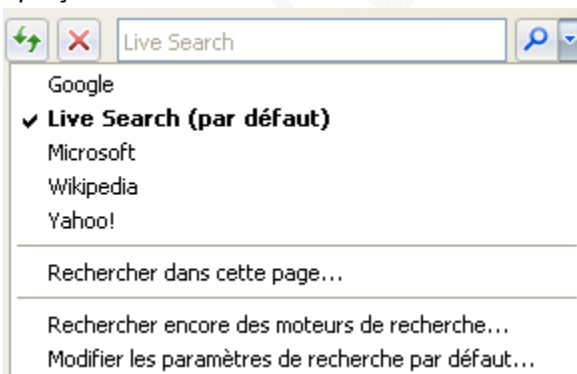 Live Search
Google
Live Search (par défaut)
Microsoft
Wikipedia
Yahoo!
Rechercher dans cette page...
Rechercher encore des moteurs de recherche...
Modifier les paramètres de recherche par défaut...